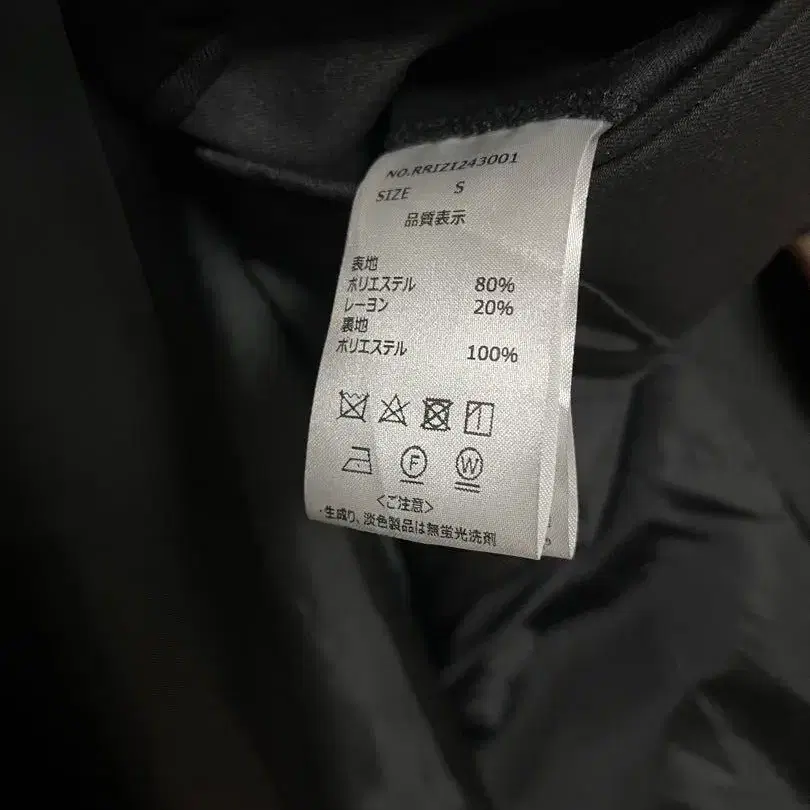 NO.RRIZI243001
SIZE S
品質表示
表地
ポリエステル 80%
レーヨン 20%
裏地
ポリエステル 100%
F W
<ご注意>
・生成り、淡色製品は無蛍光洗剤